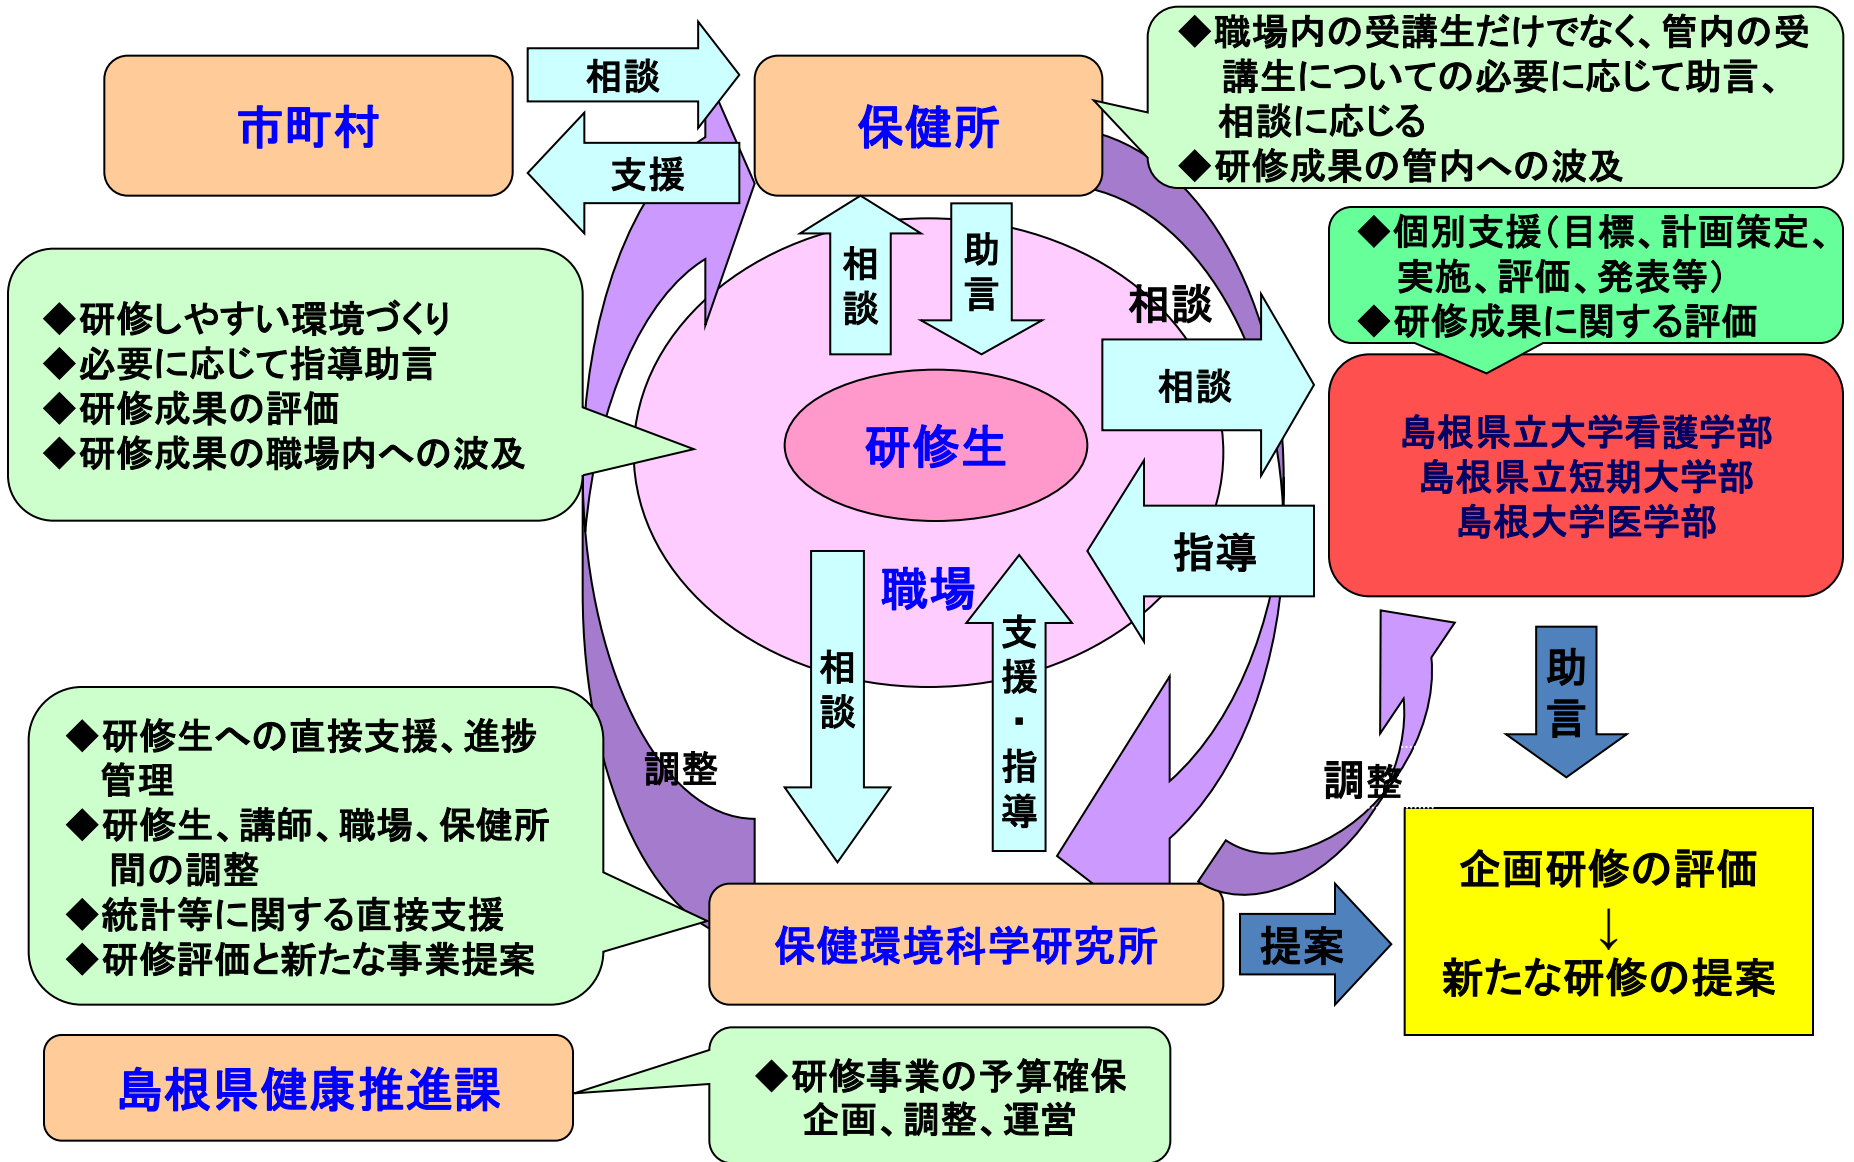 相談
市町村
保健所
支援
◆職場内の受講生だけでなく、管内の受
講生についての必要に応じて助言、
相談に応じる
◆研修成果の管内への波及
◆個別支援(目標、計画策定、
実施、評価、発表等)
◆研修成果に関する評価
相談
助言
相談
◆研修しやすい環境づくり
◆必要に応じて指導助言
◆研修成果の評価
◆研修成果の職場内への波及
研修生
相談
島根県立大学看護学部
島根県立短期大学部
島根大学医学部
指導
職場
相談
支援・指導
助言
◆研修生への直接支援、進捗
管理
◆研修生、講師、職場、保健所
間の調整
◆統計等に関する直接支援
◆研修評価と新たな事業提案
調整
調整
企画研修の評価
↓
新たな研修の提案
保健環境科学研究所
提案
島根県健康推進課
◆研修事業の予算確保
企画、調整、運営